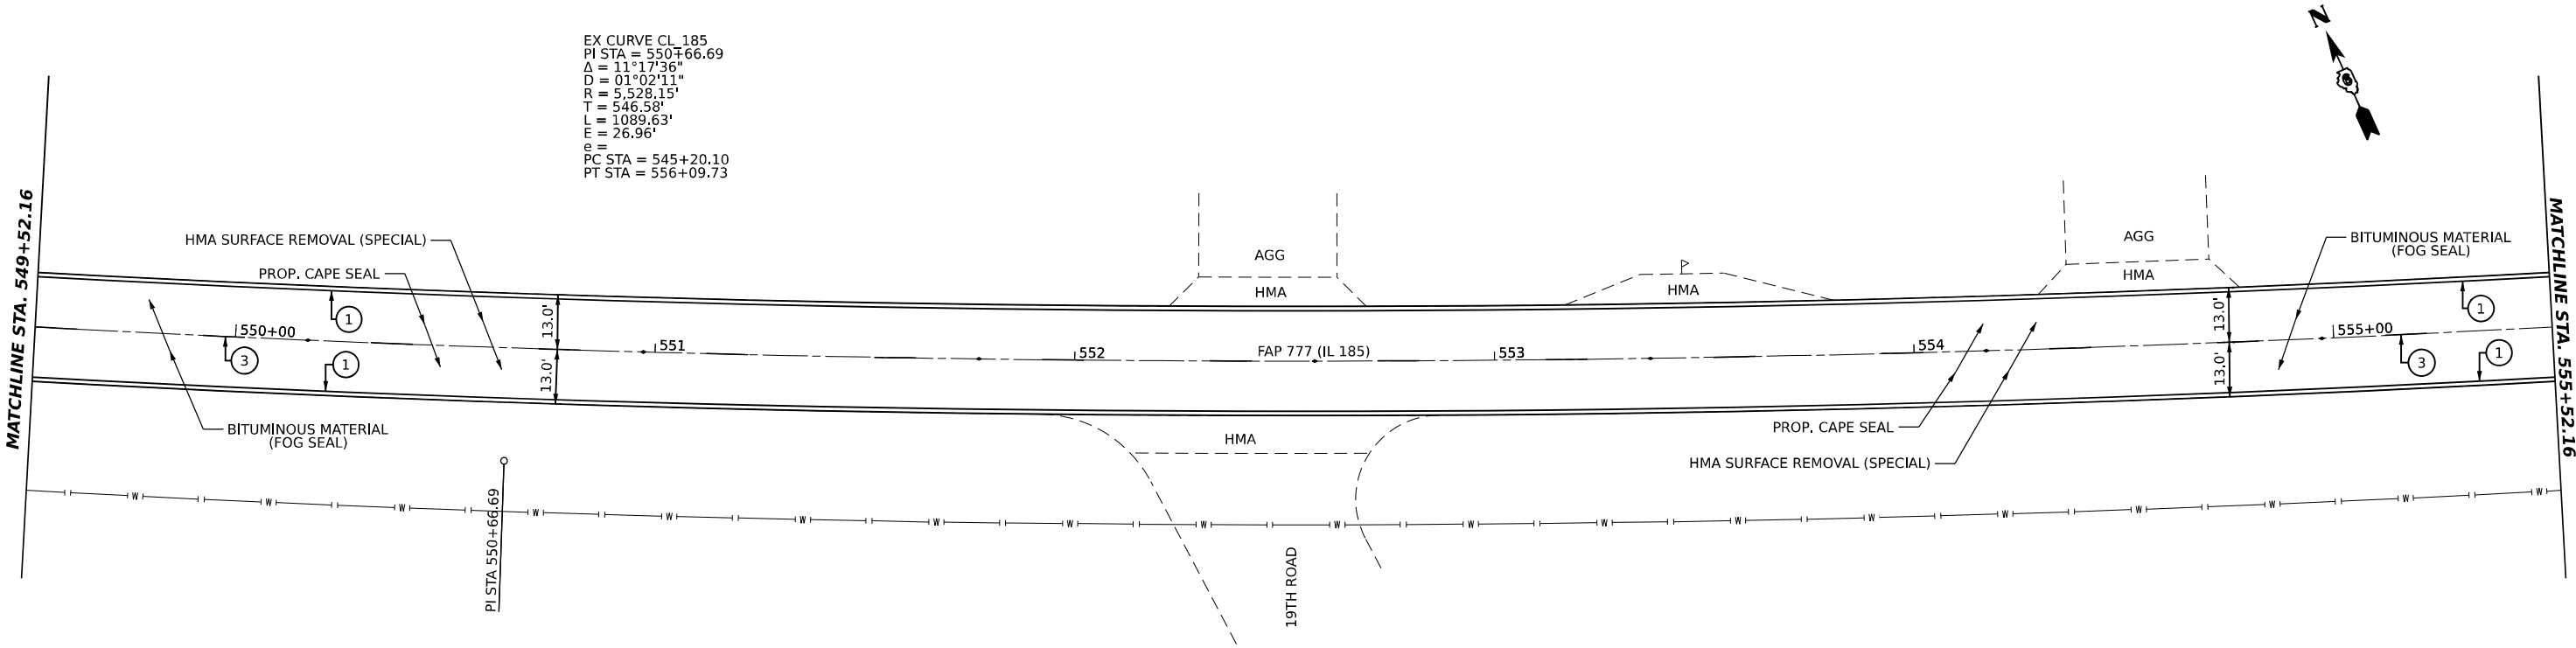 EX CURVE CL_185
PI STA = 550+66.69
Δ = 11°17'36"
D = 01°02'11"
R = 5,528.15'
T = 546.58'
L = 1089.63'
E = 26.96'
e =
PC STA = 545+20.10
PT STA = 556+09.73
N
6
MATCHLINE STA. 549+52.16
HMA SURFACE REMOVAL (SPECIAL)
PROP. CAPE SEAL
1
550+00
3
1
BITUMINOUS MATERIAL
(FOG SEAL)
PI STA 550+66.69
13.0'
13.0'
551
552
FAP 777 (IL 185)
553
554
555+00
AGG
HMA
HMA
AGG
HMA
HMA
19TH ROAD
PROP. CAPE SEAL
HMA SURFACE REMOVAL (SPECIAL)
13.0'
13.0'
BITUMINOUS MATERIAL
(FOG SEAL)
1
3
1
MATCHLINE STA. 555+52.16
W W W W W W W W W W W W W W W W W W W